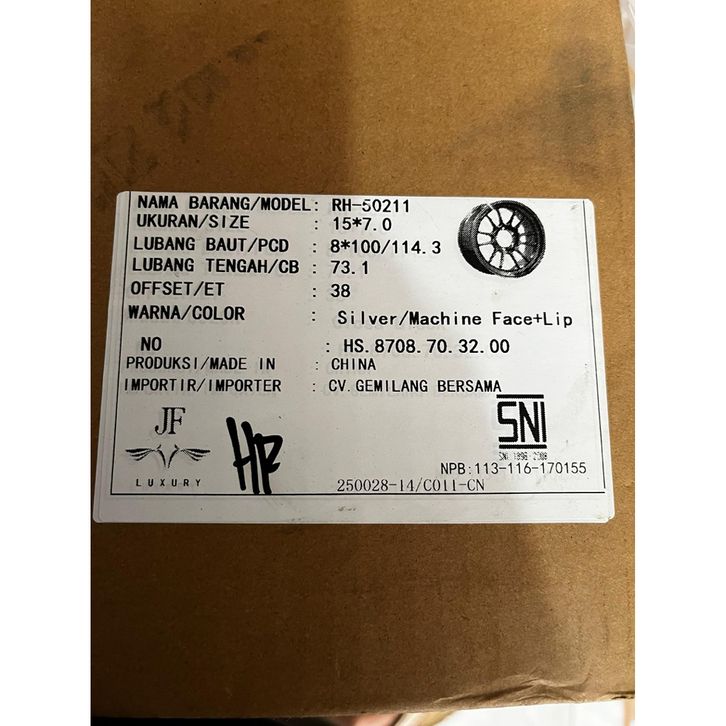 NAMA BARANG/MODEL: RH-50211
UKURAN/SIZE : 15*7.0
LUBANG BAUT/PCD : 8*100/114.3
LUBANG TENGAH/CB : 73.1
OFFSET/ET : 38
WARNA/COLOR : Silver/Machine Face+Lip
NO : HS.8708.70.32.00
PRODUKSI/MADE IN : CHINA
IMPORTIR/IMPORTER : CV.GEMILANG BERSAMA
JF
LUXURY
HR
SNI
NPB:113-116-170155
250028-14/C011-CN